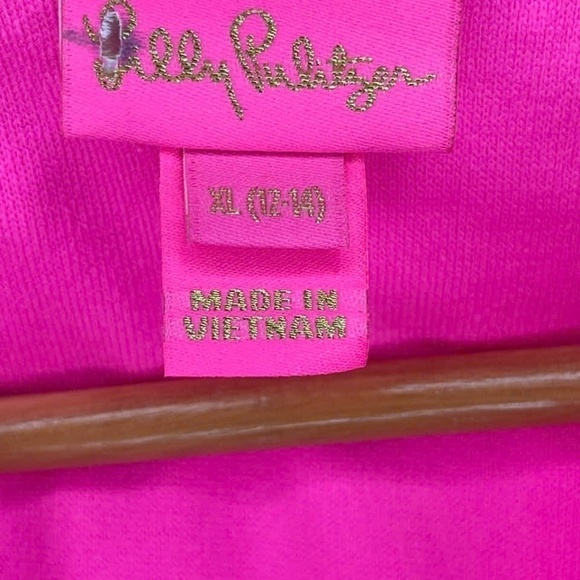 Lilly Pulitzer
XL (12-14)
MADE IN
VIETNAM